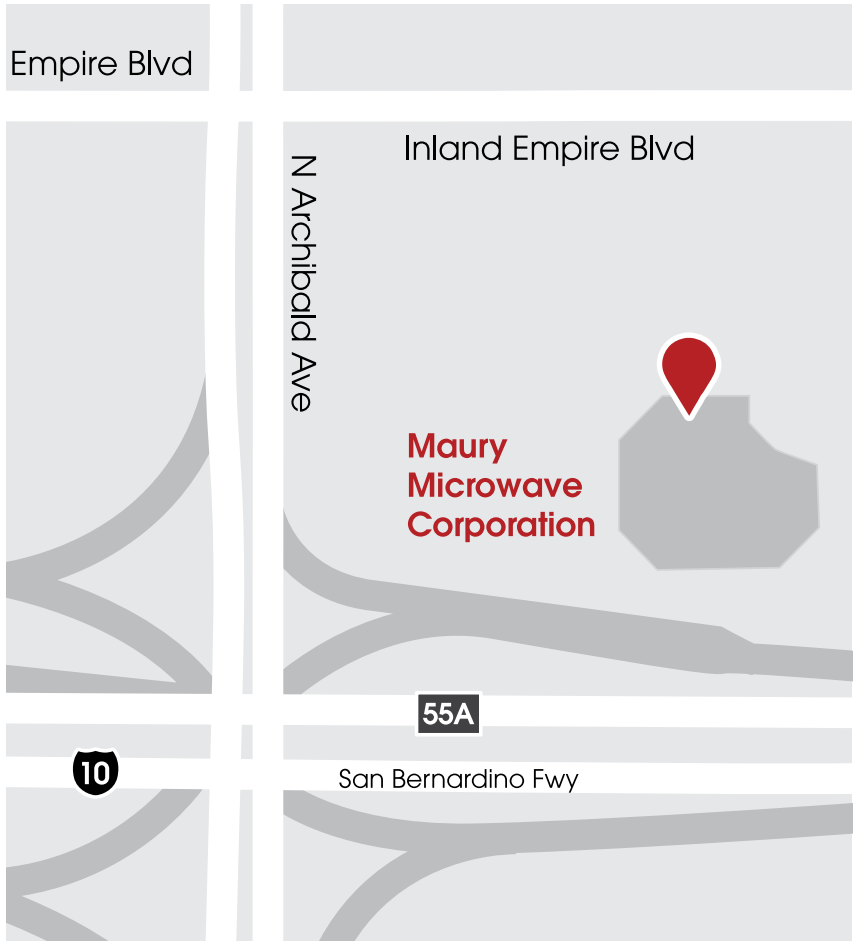 Empire Blvd
Inland Empire Blvd
N Archibald Ave
Maury
Microwave
Corporation
55A
10
San Bernardino Fwy